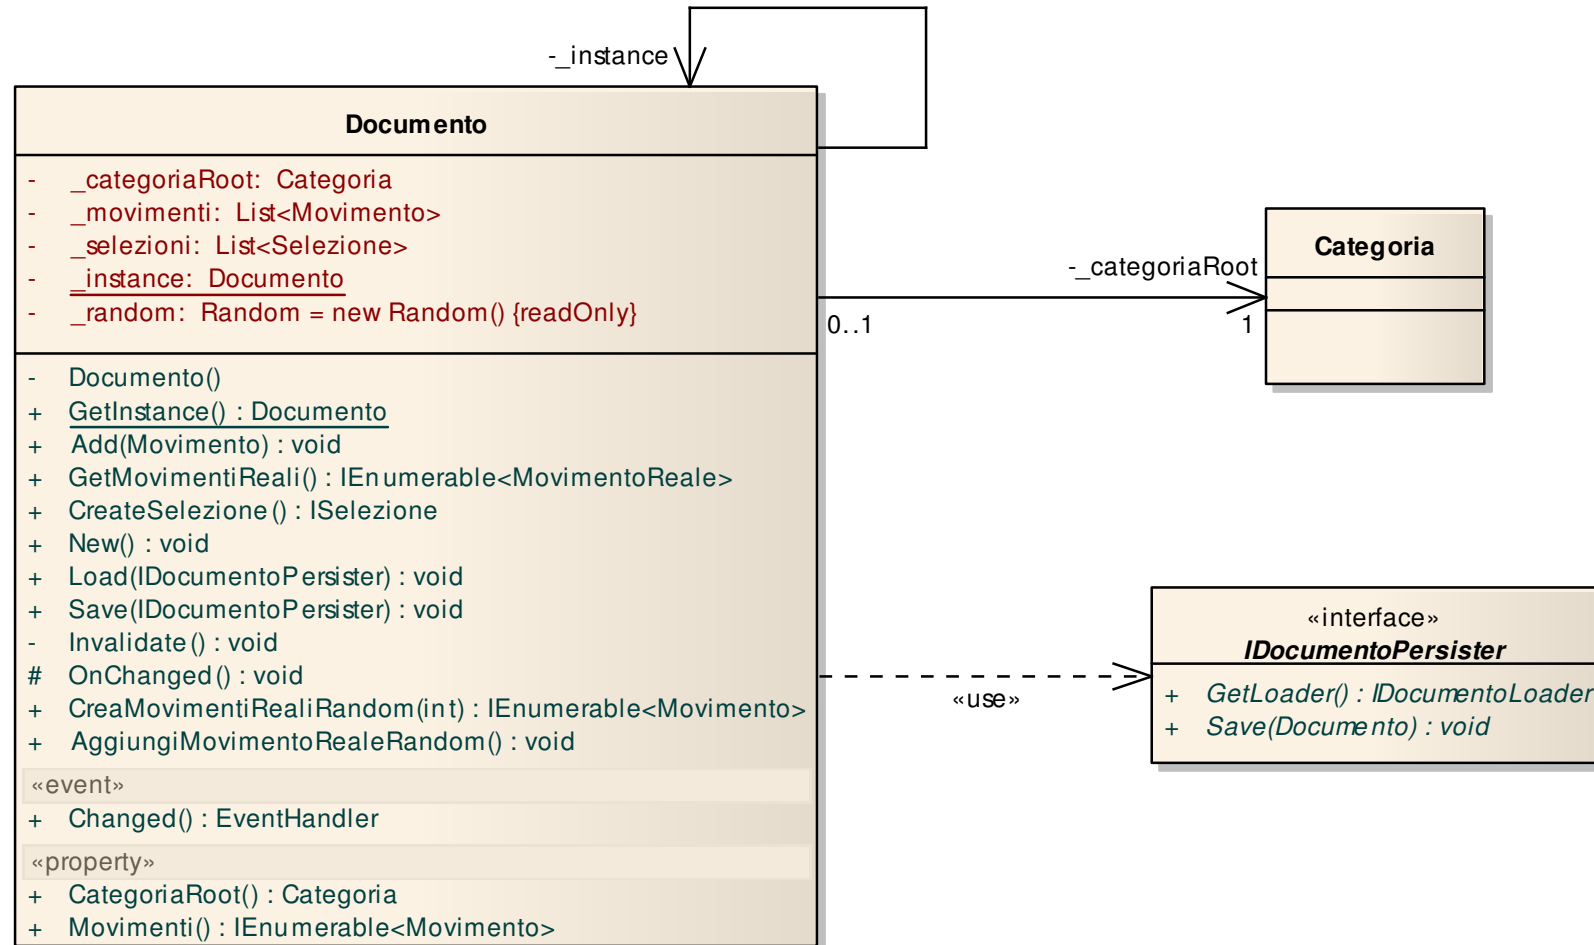 -_instance
Documento
- _categoriaRoot: Categoria
- _movimenti: List<Movimento>
- _selezioni: List<Selezione>
- _instance: Documento
- _random: Random = new Random() {readOnly}
- Documento()
+ GetInstance() : Documento
+ Add(Movimento) : void
+ GetMovimentiReali() : IEnumerable<MovimentoReale>
+ CreateSelezione() : ISelezione
+ New() : void
+ Load(IDocumentoPersister) : void
+ Save(IDocumentoPersister) : void
- Invalidate() : void
# OnChanged() : void
+ CreaMovimentiRealiRandom(int) : IEnumerable<Movimento>
+ AggiungiMovimentoRealeRandom() : void
«event»
+ Changed() : EventHandler
«property»
+ CategoriaRoot() : Categoria
+ Movimenti() : IEnumerable<Movimento>
-_categoriaRoot
0..1
1
Categoria
«use»
«interface»
IDocumentoPersister
+ GetLoader() : IDocumentoLoader
+ Save(Documento) : void